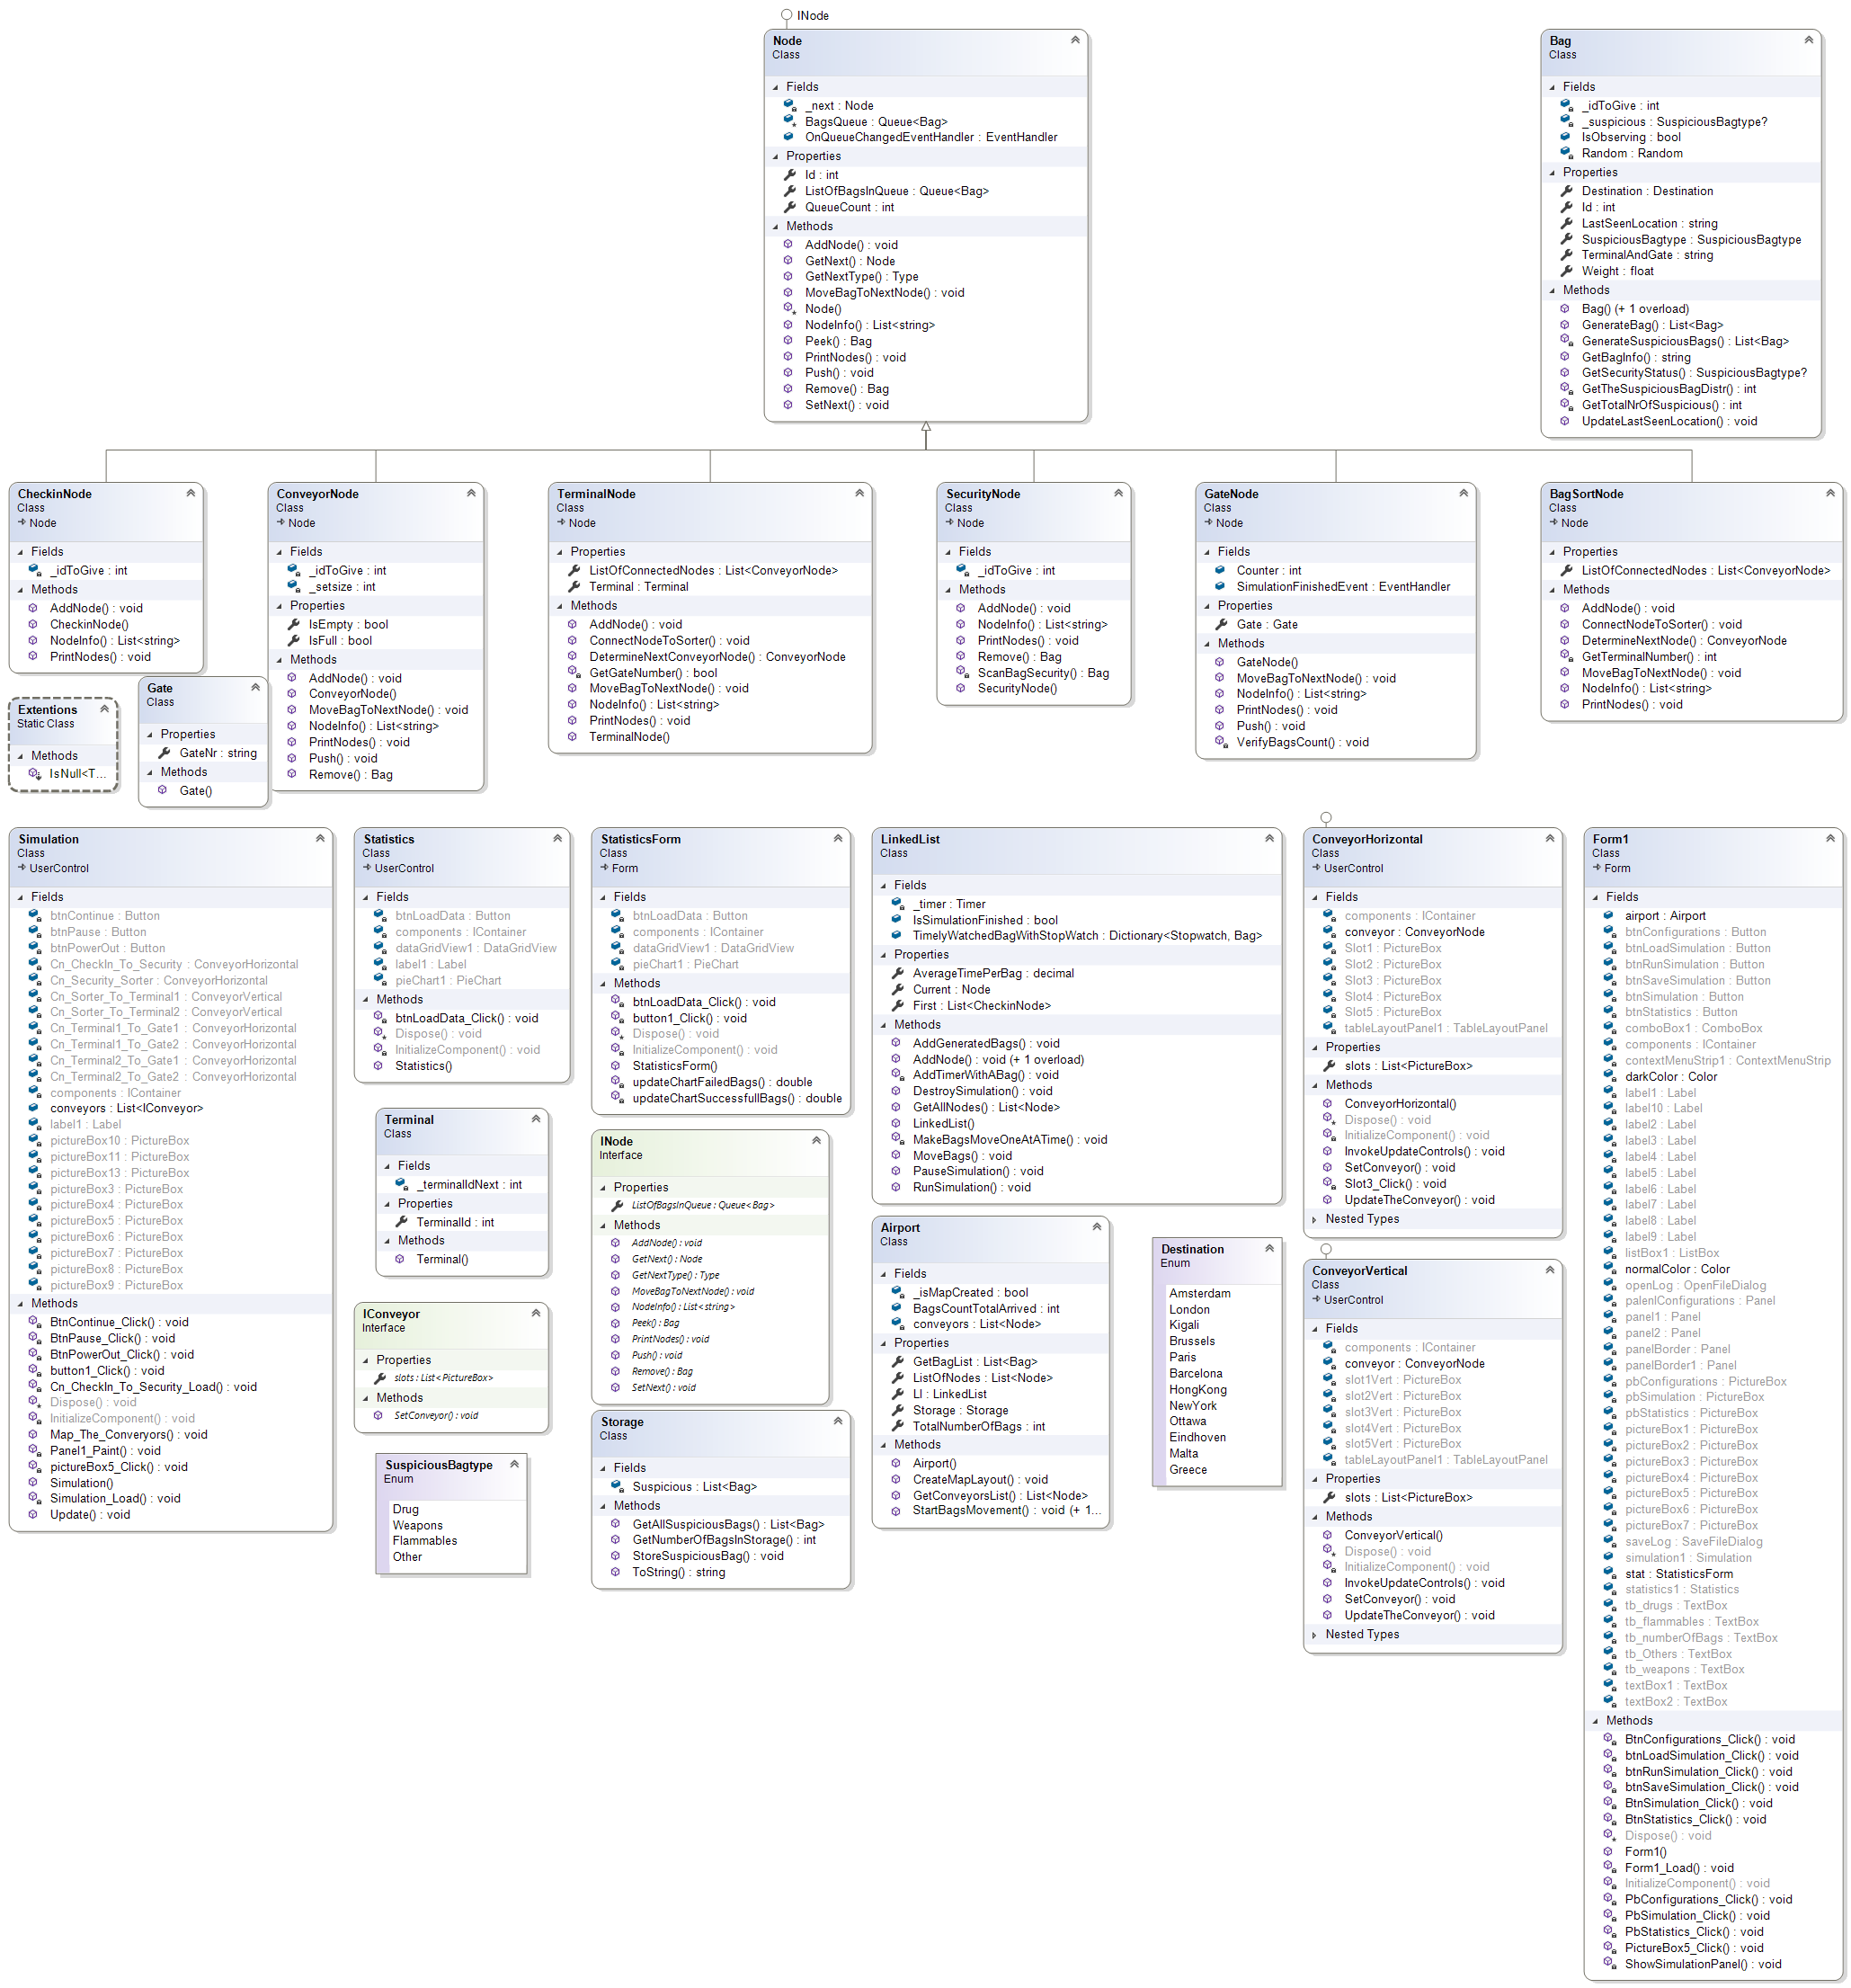 INode
Node
Class
Fields
_next : Node
BagsQueue : Queue<Bag>
OnQueueChangedEventHandler : EventHandler
Properties
Id : int
ListOfBagsInQueue : Queue<Bag>
QueueCount : int
Methods
AddNode() : void
GetNext() : Node
GetNextType() : Type
MoveBagToNextNode() : void
Node()
NodeInfo() : List<string>
Peek() : Bag
PrintNodes() : void
Push() : void
Remove() : Bag
SetNext() : void
Bag
Class
Fields
_idToGive : int
_suspicious : SuspiciousBagtype?
IsObserving : bool
Random : Random
Properties
Destination : Destination
Id : int
LastSeenLocation : string
SuspiciousBagtype : SuspiciousBagtype
TerminalAndGate : string
Weight : float
Methods
Bag() (+ 1 overload)
GenerateBag() : List<Bag>
GenerateSuspiciousBags() : List<Bag>
GetBagInfo() : string
GetSecurityStatus() : SuspiciousBagtype?
GetTheSuspiciousBagDistr() : int
GetTotalNrOfSuspicious() : int
UpdateLastSeenLocation() : void
CheckinNode
Class
Node
Fields
_idToGive : int
Methods
AddNode() : void
CheckinNode()
NodeInfo() : List<string>
PrintNodes() : void
ConveyorNode
Class
Node
Fields
_idToGive : int
_setsize : int
Properties
IsEmpty : bool
IsFull : bool
Methods
AddNode() : void
ConveyorNode()
MoveBagToNextNode() : void
NodeInfo() : List<string>
PrintNodes() : void
Push() : void
Remove() : Bag
TerminalNode
Class
Node
Properties
ListOfConnectedNodes : List<ConveyorNode>
Terminal : Terminal
Methods
AddNode() : void
ConnectNodeToSorter() : void
DetermineNextConveyorNode() : ConveyorNode
GetGateNumber() : bool
MoveBagToNextNode() : void
NodeInfo() : List<string>
PrintNodes() : void
TerminalNode()
SecurityNode
Class
Node
Fields
_idToGive : int
Methods
AddNode() : void
NodeInfo() : List<string>
PrintNodes() : void
Remove() : Bag
ScanBagSecurity() : Bag
SecurityNode()
GateNode
Class
Node
Fields
Counter : int
SimulationFinishedEvent : EventHandler
Properties
Gate : Gate
Methods
GateNode()
MoveBagToNextNode() : void
NodeInfo() : List<string>
PrintNodes() : void
Push() : void
VerifyBagsCount() : void
BagSortNode
Class
Node
Properties
ListOfConnectedNodes : List<ConveyorNode>
Methods
AddNode() : void
ConnectNodeToSorter() : void
DetermineNextNode() : ConveyorNode
GetTerminalNumber() : int
MoveBagToNextNode() : void
NodeInfo() : List<string>
PrintNodes() : void
Extentions
Static Class
Methods
IsNull<T...
Gate
Class
Properties
GateNr : string
Methods
Gate()
Simulation
Class
UserControl
Fields
btnContinue : Button
btnPause : Button
btnPowerOut : Button
Cn_CheckIn_To_Security : ConveyorHorizontal
Cn_Security_Sorter : ConveyorHorizontal
Cn_Sorter_To_Terminal1 : ConveyorVertical
Cn_Sorter_To_Terminal2 : ConveyorVertical
Cn_Terminal1_To_Gate1 : ConveyorHorizontal
Cn_Terminal1_To_Gate2 : ConveyorHorizontal
Cn_Terminal2_To_Gate1 : ConveyorHorizontal
Cn_Terminal2_To_Gate2 : ConveyorHorizontal
components : IContainer
conveyors : List<IConveyor>
label1 : Label
pictureBox10 : PictureBox
pictureBox11 : PictureBox
pictureBox13 : PictureBox
pictureBox3 : PictureBox
pictureBox4 : PictureBox
pictureBox5 : PictureBox
pictureBox6 : PictureBox
pictureBox7 : PictureBox
pictureBox8 : PictureBox
pictureBox9 : PictureBox
Methods
BtnContinue_Click() : void
BtnPause_Click() : void
BtnPowerOut_Click() : void
button1_Click() : void
Cn_CheckIn_To_Security_Load() : void
Dispose() : void
InitializeComponent() : void
Map_The_Converyors() : void
Panel1_Paint() : void
pictureBox5_Click() : void
Simulation()
Simulation_Load() : void
Update() : void
Statistics
Class
UserControl
Fields
btnLoadData : Button
components : IContainer
dataGridView1 : DataGridView
label1 : Label
pieChart1 : PieChart
Methods
btnLoadData_Click() : void
Dispose() : void
InitializeComponent() : void
Statistics()
Terminal
Class
Fields
_terminalIdNext : int
Properties
TerminalId : int
Methods
Terminal()
IConveyor
Interface
Properties
slots : List<PictureBox>
Methods
SetConveyor() : void
SuspiciousBagtype
Enum
Drug
Weapons
Flammables
Other
StatisticsForm
Class
Form
Fields
btnLoadData : Button
components : IContainer
dataGridView1 : DataGridView
pieChart1 : PieChart
Methods
btnLoadData_Click() : void
button1_Click() : void
Dispose() : void
InitializeComponent() : void
StatisticsForm()
updateChartFailedBags() : double
updateChartSuccessfullBags() : double
INode
Interface
Properties
ListOfBagsInQueue : Queue<Bag>
Methods
AddNode() : void
GetNext() : Node
GetNextType() : Type
MoveBagToNextNode() : void
NodeInfo() : List<string>
Peek() : Bag
PrintNodes() : void
Push() : void
Remove() : Bag
SetNext() : void
Storage
Class
Fields
Suspicious : List<Bag>
Methods
GetAllSuspiciousBags() : List<Bag>
GetNumberOfBagsInStorage() : int
StoreSuspiciousBag() : void
ToString() : string
LinkedList
Class
Fields
_timer : Timer
IsSimulationFinished : bool
TimelyWatchedBagWithStopWatch : Dictionary<Stopwatch, Bag>
Properties
AverageTimePerBag : decimal
Current : Node
First : List<CheckinNode>
Methods
AddGeneratedBags() : void
AddNode() : void (+ 1 overload)
AddTimerWithABag() : void
DestroySimulation() : void
GetAllNodes() : List<Node>
LinkedList()
MakeBagsMoveOneAtATime() : void
MoveBags() : void
PauseSimulation() : void
RunSimulation() : void
Airport
Class
Fields
_isMapCreated : bool
BagsCountTotalArrived : int
conveyors : List<Node>
Properties
GetBagList : List<Bag>
ListOfNodes : List<Node>
Ll : LinkedList
Storage : Storage
TotalNumberOfBags : int
Methods
Airport()
CreateMapLayout() : void
GetConveyorsList() : List<Node>
StartBagsMovement() : void (+ 1...
Destination
Enum
Amsterdam
London
Kigali
Brussels
Paris
Barcelona
HongKong
NewYork
Ottawa
Eindhoven
Malta
Greece
ConveyorHorizontal
Class
UserControl
Fields
components : IContainer
conveyor : ConveyorNode
Slot1 : PictureBox
Slot2 : PictureBox
Slot3 : PictureBox
Slot4 : PictureBox
Slot5 : PictureBox
tableLayoutPanel1 : TableLayoutPanel
Properties
slots : List<PictureBox>
Methods
ConveyorHorizontal()
Dispose() : void
InitializeComponent() : void
InvokeUpdateControls() : void
SetConveyor() : void
Slot3_Click() : void
UpdateTheConveyor() : void
Nested Types
ConveyorVertical
Class
UserControl
Fields
components : IContainer
conveyor : ConveyorNode
slot1Vert : PictureBox
slot2Vert : PictureBox
slot3Vert : PictureBox
slot4Vert : PictureBox
slot5Vert : PictureBox
tableLayoutPanel1 : TableLayoutPanel
Properties
slots : List<PictureBox>
Methods
ConveyorVertical()
Dispose() : void
InitializeComponent() : void
InvokeUpdateControls() : void
SetConveyor() : void
UpdateTheConveyor() : void
Nested Types
Form1
Class
Form
Fields
airport : Airport
btnConfigurations : Button
btnLoadSimulation : Button
btnRunSimulation : Button
btnSaveSimulation : Button
btnSimulation : Button
btnStatistics : Button
comboBox1 : ComboBox
components : IContainer
contextMenuStrip1 : ContextMenuStrip
darkColor : Color
label1 : Label
label10 : Label
label2 : Label
label3 : Label
label4 : Label
label5 : Label
label6 : Label
label7 : Label
label8 : Label
label9 : Label
listBox1 : ListBox
normalColor : Color
openLog : OpenFileDialog
palenlConfigurations : Panel
panel1 : Panel
panel2 : Panel
panelBorder : Panel
panelBorder1 : Panel
pbConfigurations : PictureBox
pbSimulation : PictureBox
pbStatistics : PictureBox
pictureBox1 : PictureBox
pictureBox2 : PictureBox
pictureBox3 : PictureBox
pictureBox4 : PictureBox
pictureBox5 : PictureBox
pictureBox6 : PictureBox
pictureBox7 : PictureBox
saveLog : SaveFileDialog
simulation1 : Simulation
stat : StatisticsForm
statistics1 : Statistics
tb_drugs : TextBox
tb_flammables : TextBox
tb_numberOfBags : TextBox
tb_Others : TextBox
tb_weapons : TextBox
textBox1 : TextBox
textBox2 : TextBox
Methods
BtnConfigurations_Click() : void
btnLoadSimulation_Click() : void
btnRunSimulation_Click() : void
btnSaveSimulation_Click() : void
BtnSimulation_Click() : void
BtnStatistics_Click() : void
Dispose() : void
Form1()
Form1_Load() : void
InitializeComponent() : void
PbConfigurations_Click() : void
PbSimulation_Click() : void
PbStatistics_Click() : void
PictureBox5_Click() : void
ShowSimulationPanel() : void